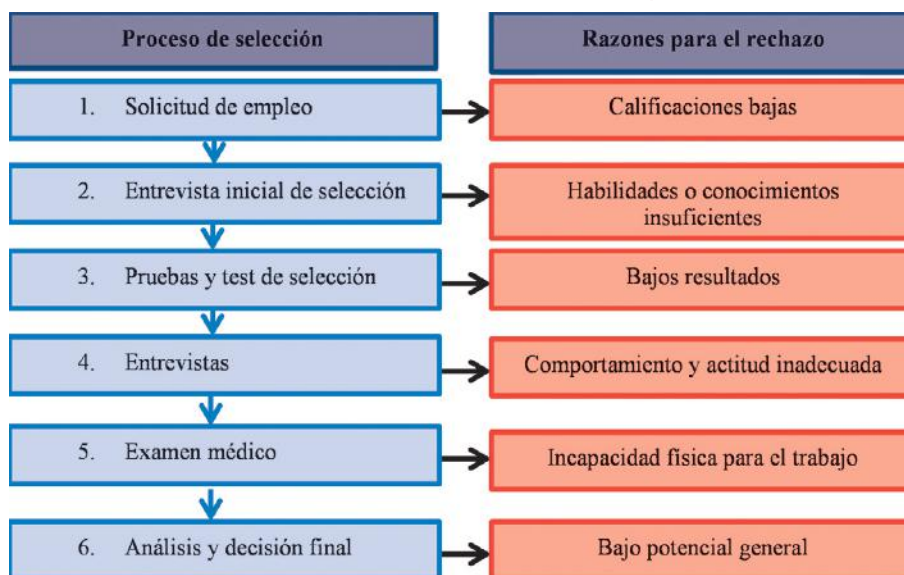 Proceso de selección
Razones para el rechazo
1. Solicitud de empleo
Calificaciones bajas
2. Entrevista inicial de selección
Habilidades o conocimientos
insuficientes
3. Pruebas y test de selección
Bajos resultados
4. Entrevistas
Comportamiento y actitud inadecuada
5. Examen médico
Incapacidad física para el trabajo
6. Análisis y decisión final
Bajo potencial general